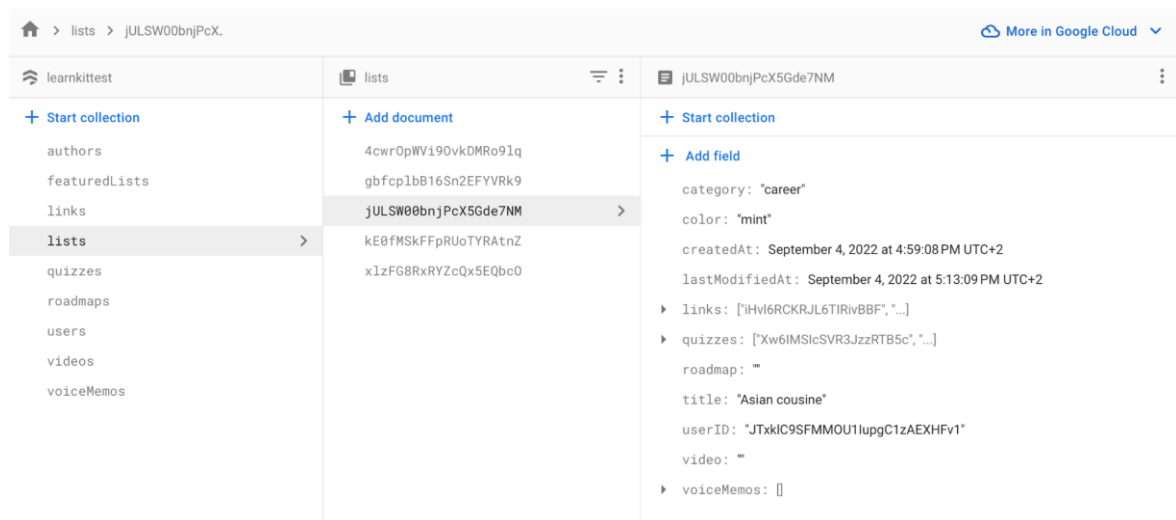 lists > jULSW00bnjPcX.
More in Google Cloud
learnkittest
+ Start collection
authors
featuredLists
links
lists
quizzes
roadmaps
users
videos
voiceMemos
lists
+ Add document
4cwrOpWVi9OvkDMRo9lq
gbfcplbB16Sn2EFYVRk9
jULSW00bnjPcX5Gde7NM
kE0fMSkFFpRUoTYRAtnZ
xlzFG8RxRYZcQx5EQbcO
jULSW00bnjPcX5Gde7NM
+ Start collection
+ Add field
category: "career"
color: "mint"
createdAt: September 4, 2022 at 4:59:08 PM UTC+2
lastModifiedAt: September 4, 2022 at 5:13:09 PM UTC+2
links: ["iHvl6RCKRJL6TIRivBBF", "...]
quizzes: ["Xw6IMSIcSVR3JzzRTB5c", "...]
roadmap: ""
title: "Asian cousine"
userID: "JTxklC9SFMMOU1IupgC1zAEXHFv1"
video: ""
voiceMemos: []